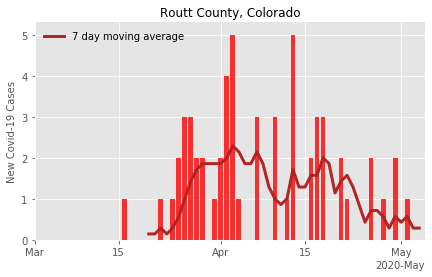 Routt County, Colorado
7 day moving average
New Covid-19 Cases
5
4
3
2
1
0
Mar 15 Apr 15 May
2020-May